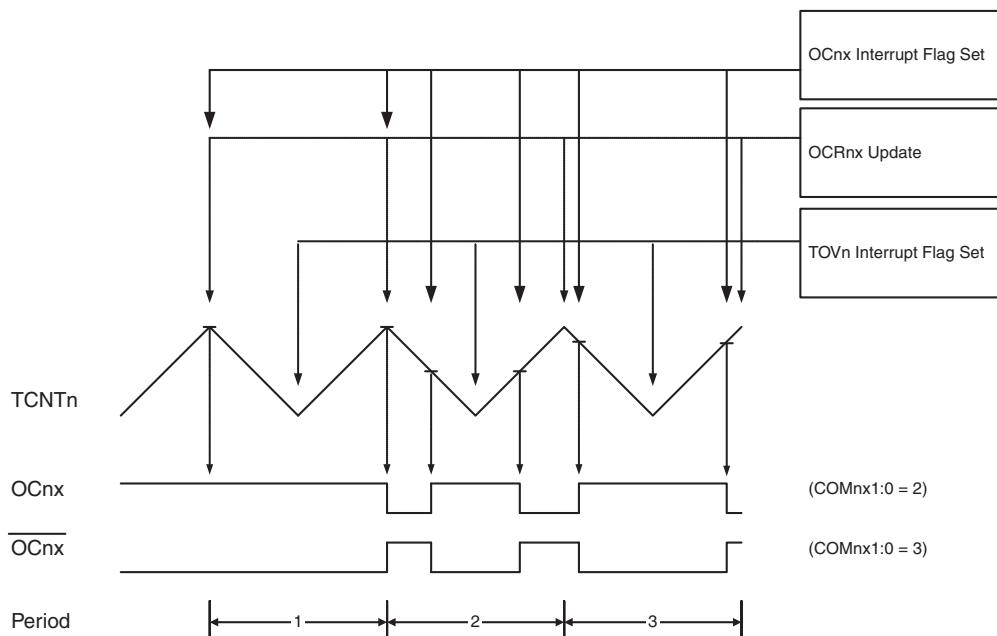 OCnx Interrupt Flag Set
OCRnx Update
TOVn Interrupt Flag Set
TCNTn
OCnx
(COMnx1:0 = 2)
OCnx
(COMnx1:0 = 3)
Period
1
2
3